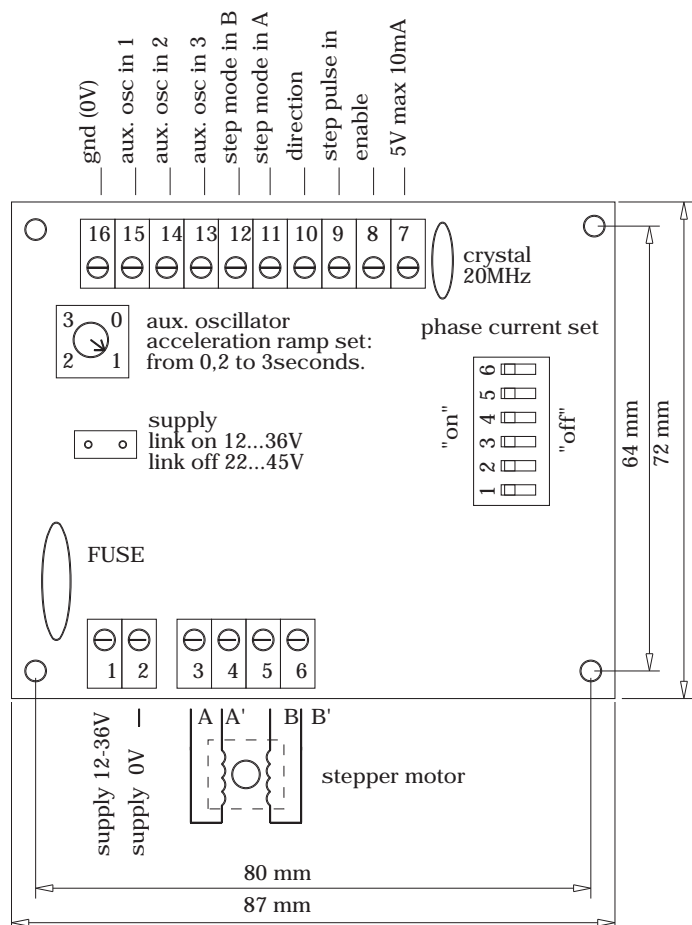 gnd (0V)
aux. osc in 1
aux. osc in 2
aux. osc in 3
step mode in B
step mode in A
direction
step pulse in
enable
5V max 10mA
16 15 14 13 12 11 10 9 8 7
crystal
20MHz
3 0
2 1
aux. oscillator
acceleration ramp set:
from 0,2 to 3seconds.
phase current set
supply
link on 12...36V
link off 22...45V
"on"
1 2 3 4 5 6
"off"
64 mm
72 mm
FUSE
1 2 3 4 5 6
supply 12-36V
supply 0V
A A' B B'
stepper motor
80 mm
87 mm